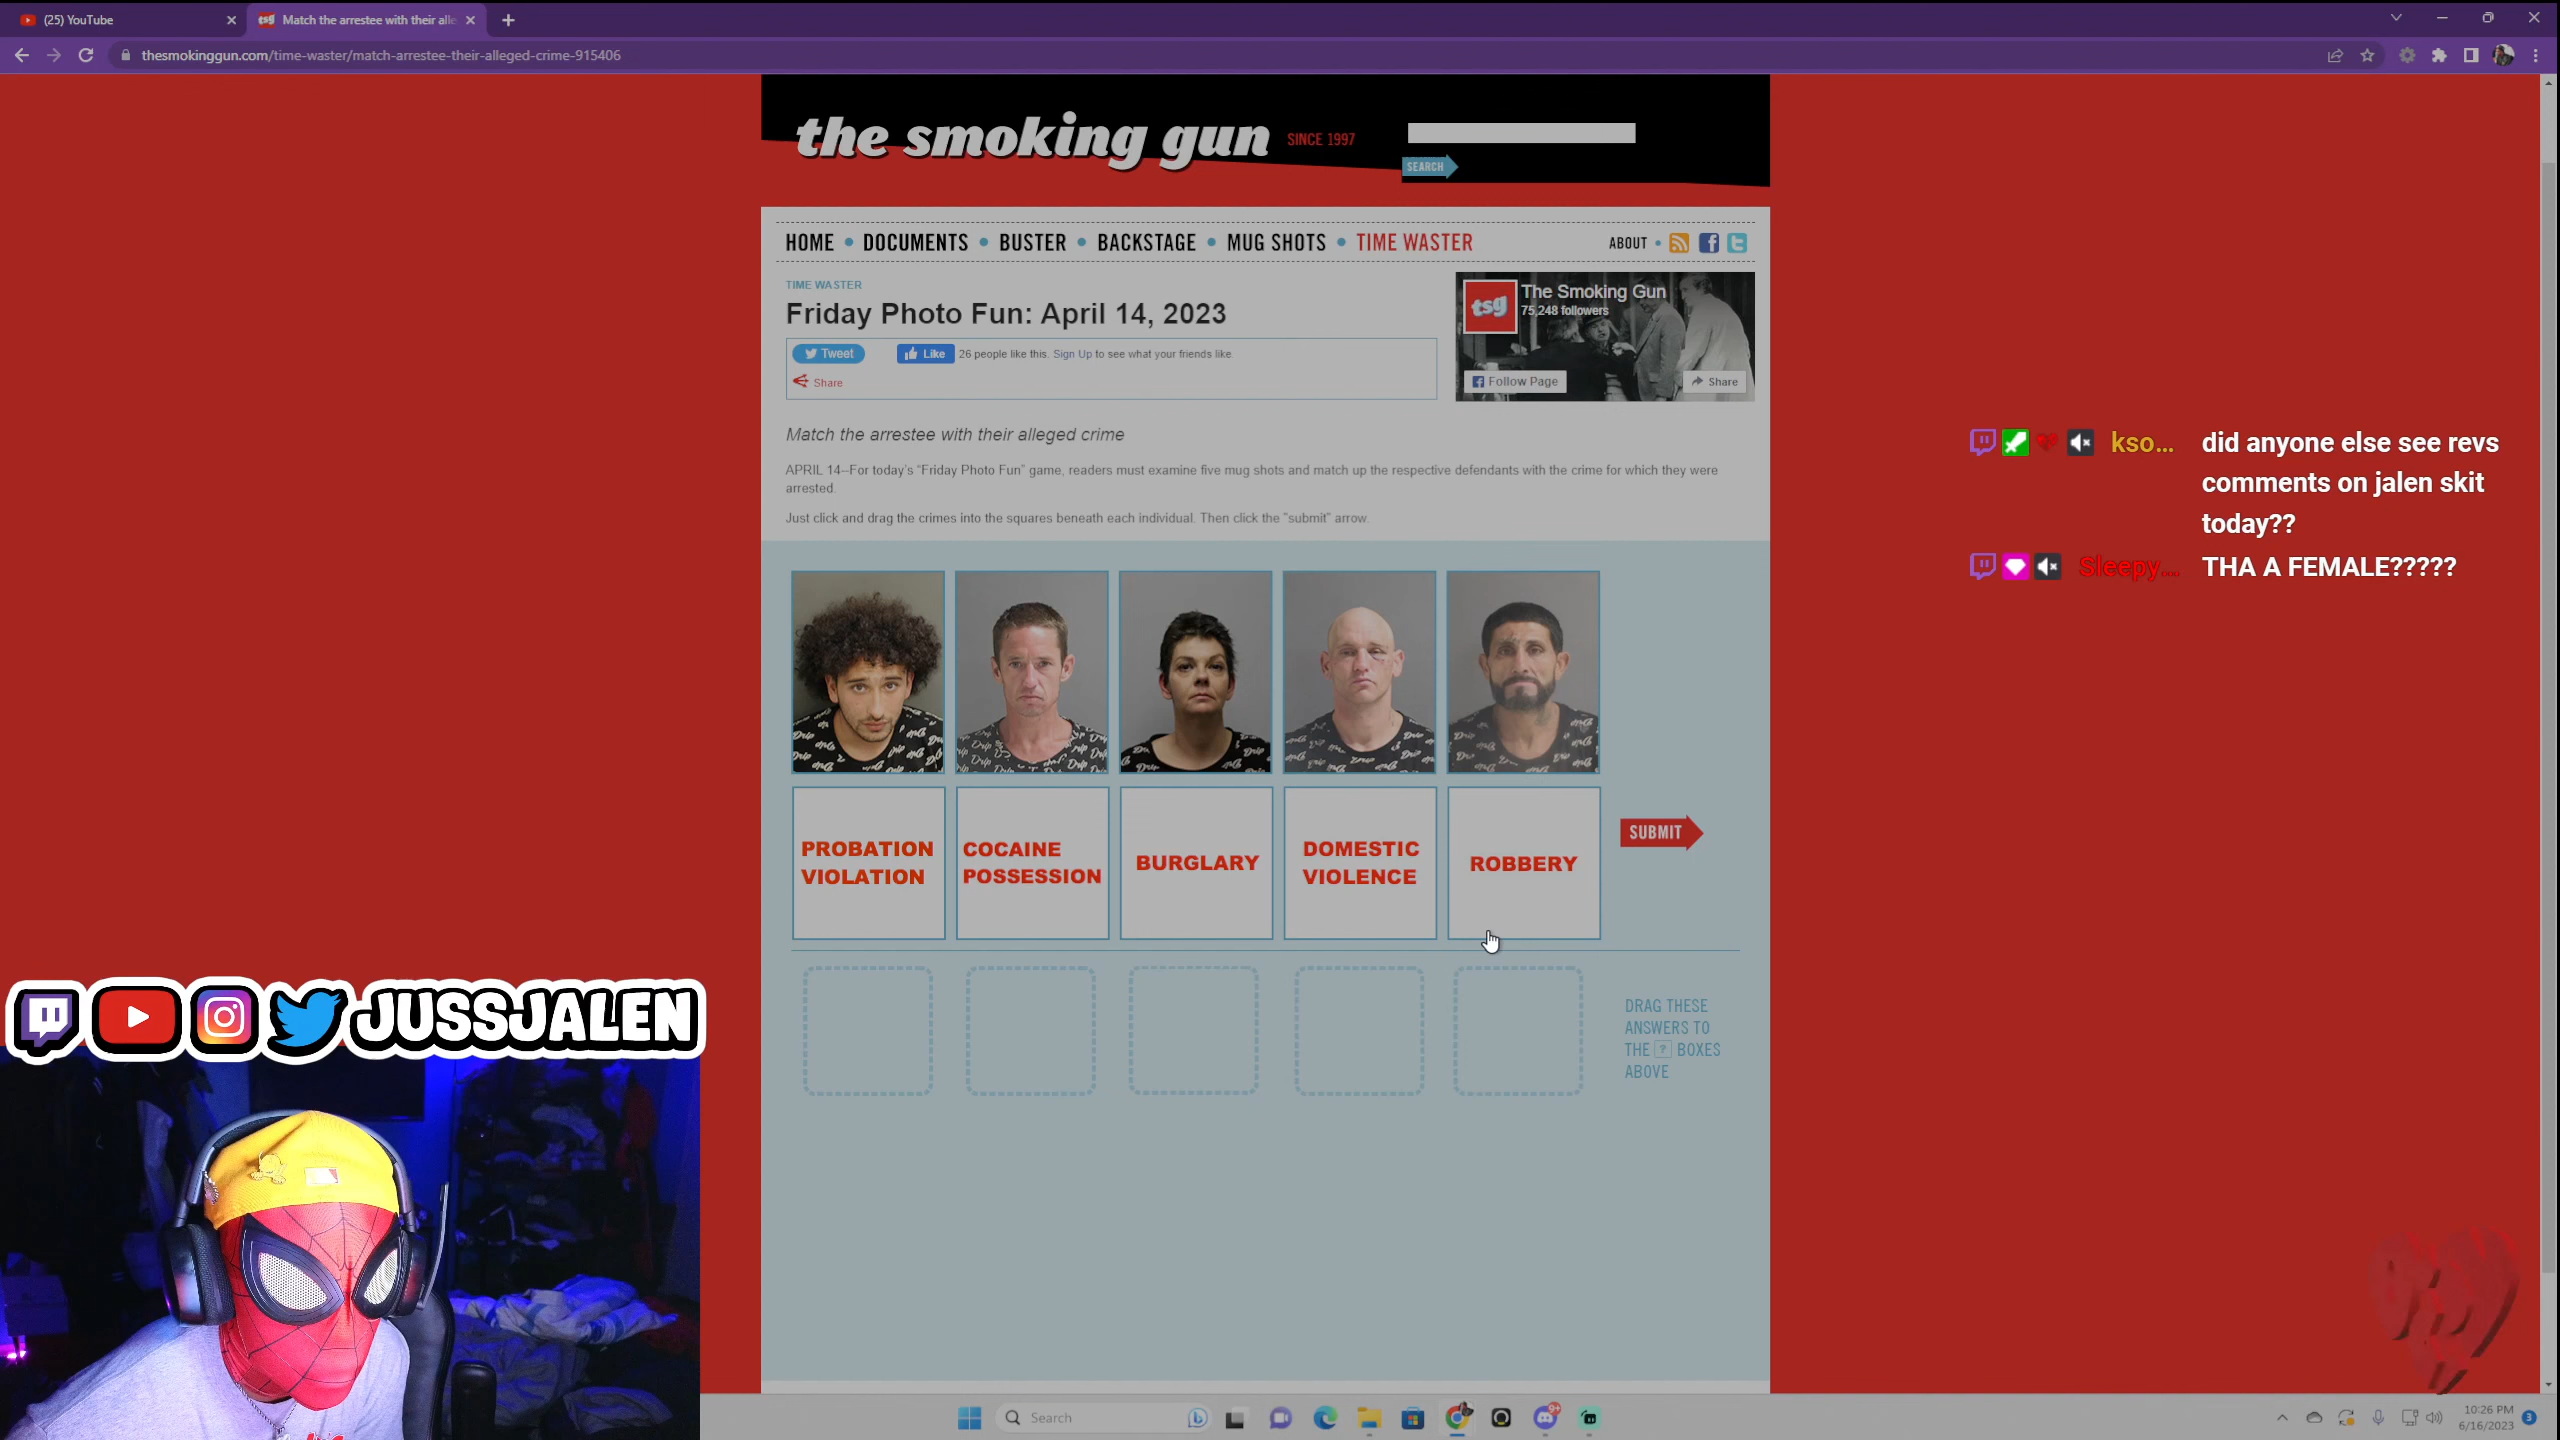 (25) YouTube
Match the arrestee with their alle
thesmokinggun.com/time-waster/match-arrestee-their-alleged-crime-915406
the smoking gun SINCE 1997
SEARCH
HOME • DOCUMENTS • BUSTER • BACKSTAGE • MUG SHOTS • TIME WASTER
ABOUT •
TIME WASTER
Friday Photo Fun: April 14, 2023
Tweet
Like 26 people like this. Sign Up to see what your friends like.
Share
tsg
The Smoking Gun
75,248 followers
Follow Page
Share
Match the arrestee with their alleged crime
APRIL 14--For today's "Friday Photo Fun" game, readers must examine five mug shots and match up the respective defendants with the crime for which they were
arrested.
Just click and drag the crimes into the squares beneath each individual. Then click the "submit" arrow.
PROBATION
VIOLATION
COCAINE
POSSESSION
BURGLARY
DOMESTIC
VIOLENCE
ROBBERY
SUBMIT
DRAG THESE
ANSWERS TO
THE ? BOXES
ABOVE
kso... did anyone else see revs
comments on jalen skit
today??
Sleepy... THA A FEMALE?????
JUSSJALEN
Search
10:26 PM
6/16/2023
3